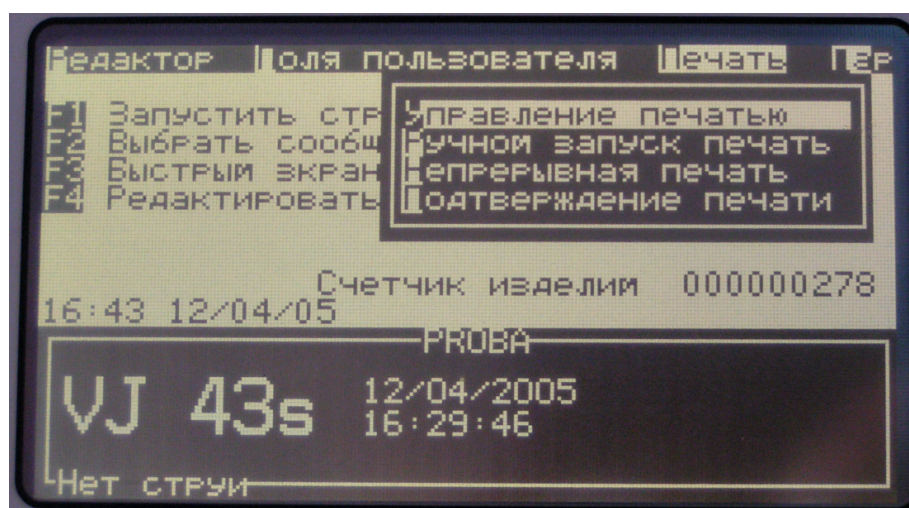 Редактор Поля пользователя Печать Пер
F1 Запустить стр
F2 Выбрать сообщ
F3 Быстрый экран
F4 Редактировать
Управление печатью
Ручной запуск печать
Непрерывная печать
Подтверждение печати
Счетчик изделий 000000278
16:43 12/04/05
PROBA
VJ 43s
12/04/2005
16:29:46
Нет струи